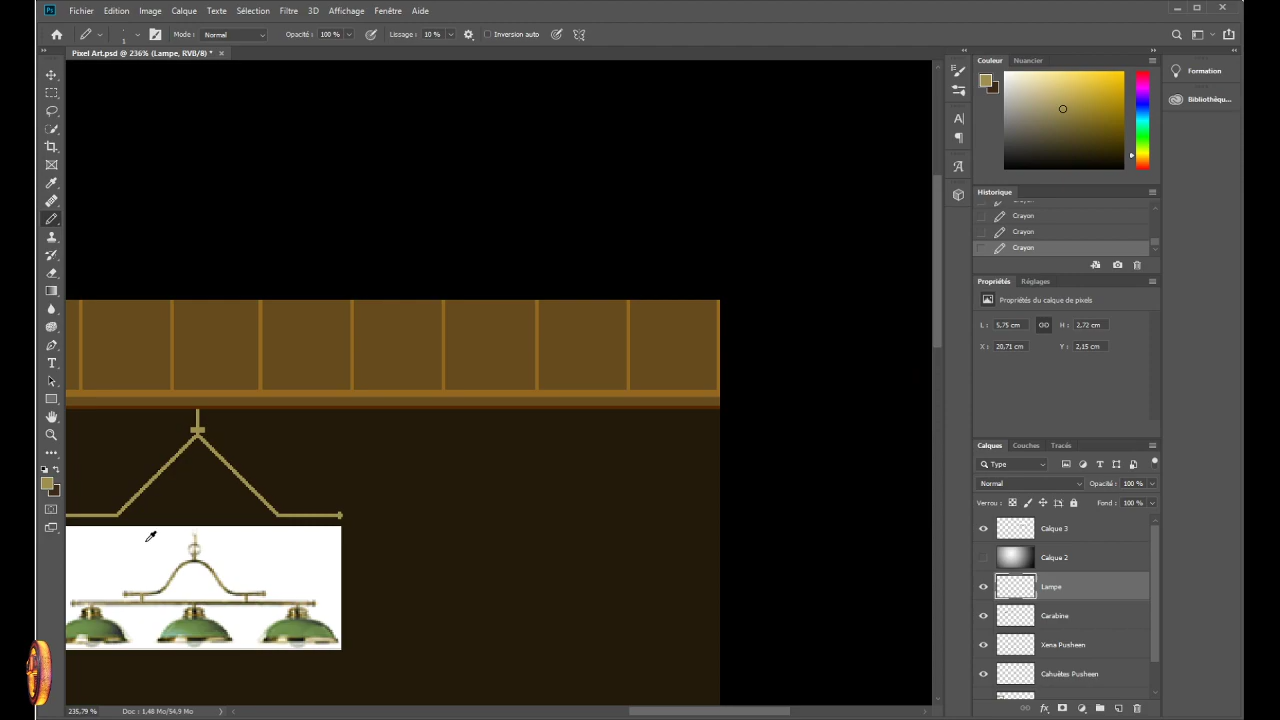 Ps Fichier Edition Image Calque Texte Sélection Filtre 3D Affichage Fenêtre Aide
1 Mode : Normal Opacité : 100 % Lissage : 10 % Inversion auto
Pixel Art.psd @ 236% (Lampe, RVB/8) *
Couleur Nuancier
Formation
Bibliothèqu...
Historique
Crayon
Crayon
Crayon
Propriétés Réglages
Propriétés du calque de pixels
L : 5,75 cm H : 2,72 cm
X : 20,71 cm Y : 2,15 cm
Calques Couches Tracés
Type
Normal Opacité : 100 %
Verrou : Fond : 100 %
Calque 3
Calque 2
Lampe
Carabine
Xena Pusheen
Cahuètes Pusheen
235,79 % Doc : 1,48 Mo/54,9 Mo